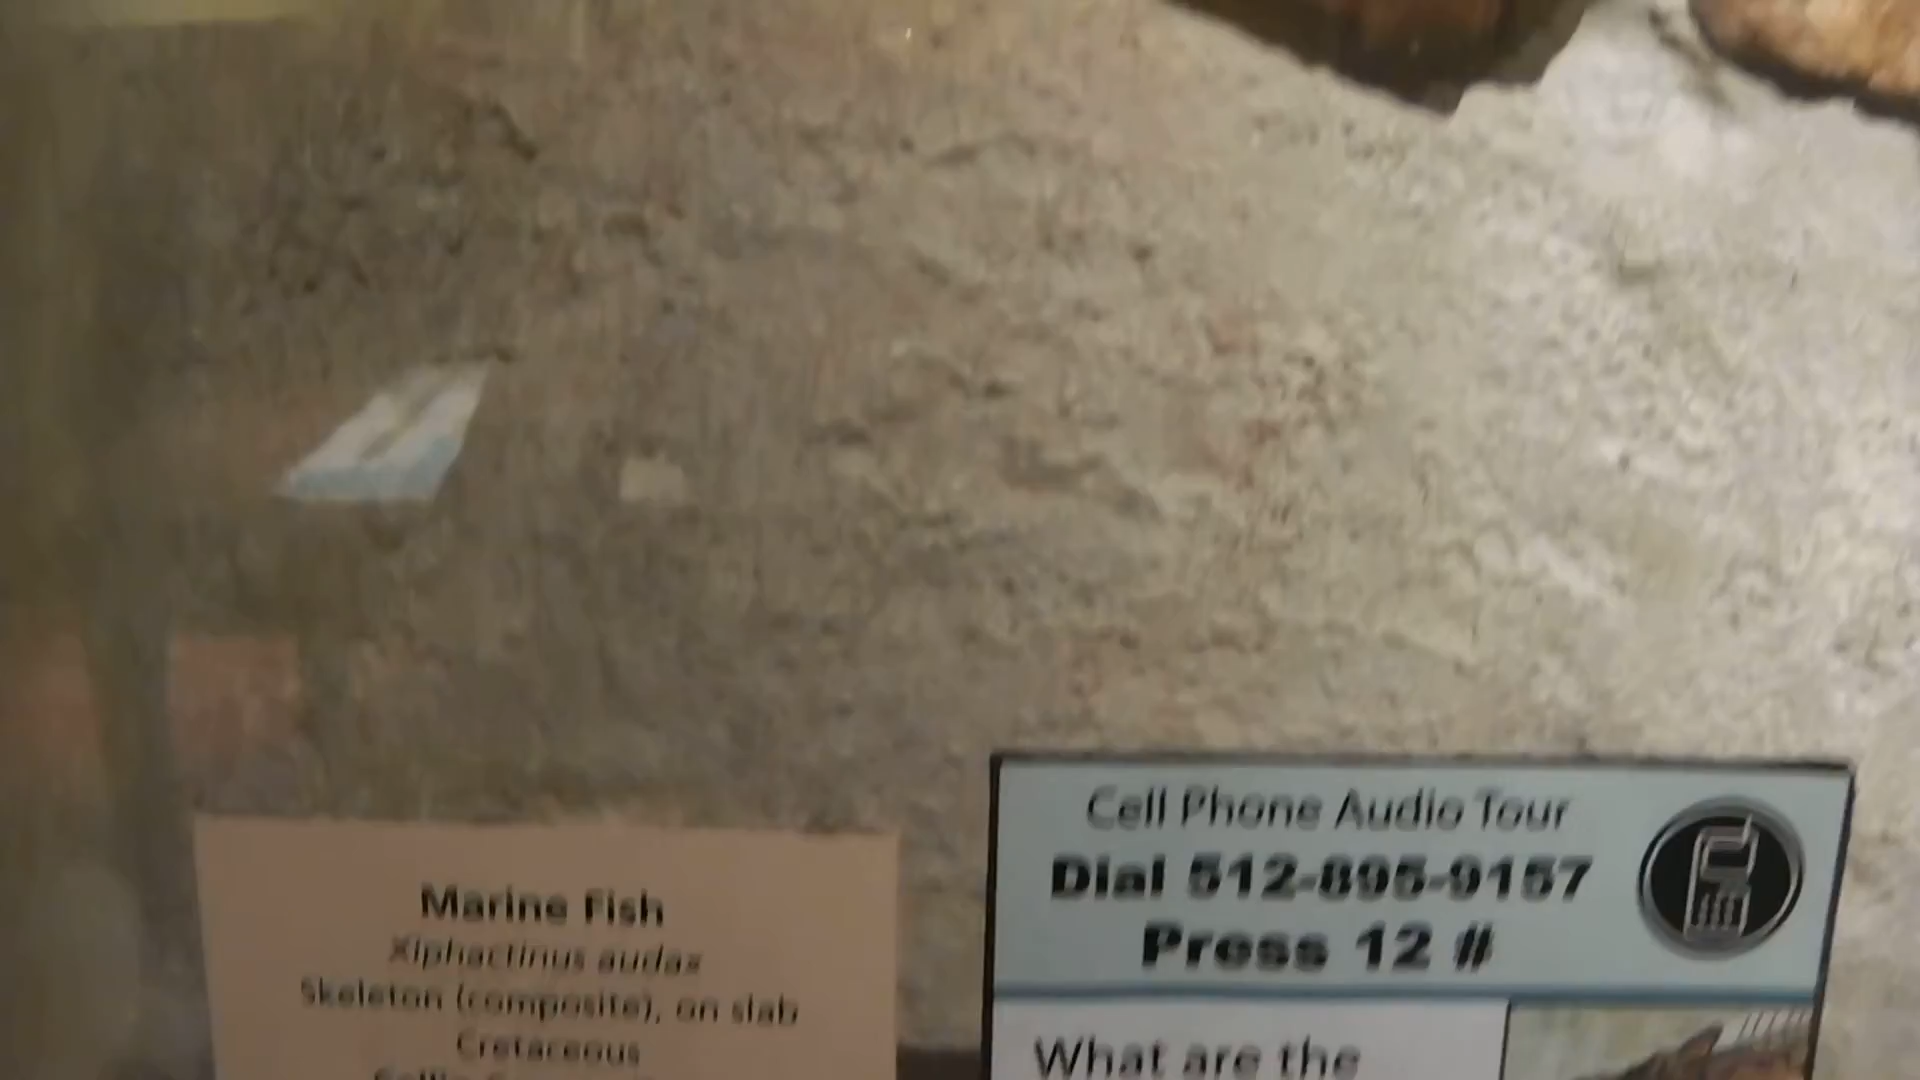 Marine Fish
Xiphactinus audax
Skeleton (composite), on slab
Cretaceous
Cell Phone Audio Tour
Dial 512-895-9157
Press 12 #
What are the